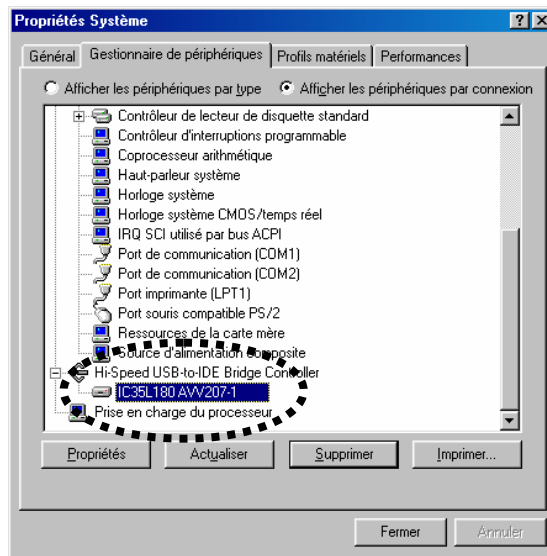 Propriétés Système
Général Gestionnaire de périphériques Profils matériels Performances
Afficher les périphériques par type Afficher les périphériques par connexion
Contrôleur de lecteur de disquette standard
Contrôleur d'interruptions programmable
Coprocesseur arithmétique
Haut-parleur système
Horloge système
Horloge système CMOS/temps réel
IRQ SCI utilisé par bus ACPI
Port de communication (COM1)
Port de communication (COM2)
Port imprimante (LPT1)
Port souris compatible PS/2
Ressources de la carte mère
Source d'alimentation composite
Hi-Speed USB-to-IDE Bridge Controller
IC35L180 AVV207-1
Prise en charge du processeur
Propriétés Actualiser Supprimer Imprimer...
Fermer Annuler